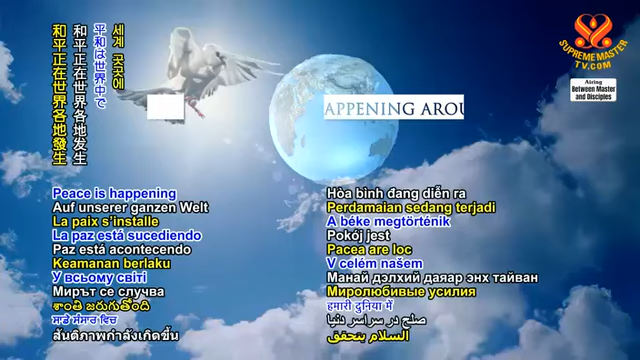 세계 곳곳에
平和は世界中で
和平正在世界各地发生
和平正在世界各地發生
SUPREME MASTER
TV.COM
Airing
Between Master
and Disciples
APPENING AROU
Peace is happening
Auf unserer ganzen Welt
La paix s'installe
La paz está sucediendo
Paz está acontecendo
Keamanan berlaku
У всьому світі
Мирът се случва
శాంతి జరుగుతోంది
ਸਾਡੇ ਸੰਸਾਰ ਵਿਚ
สันติภาพกำลังเกิดขึ้น
Hòa bình đang diễn ra
Perdamaian sedang terjadi
A béke megtörténik
Pokój jest
Pacea are loc
V celém našem
Манай дэлхий даяар энх тайван
Миролюбивые усилия
हमारी दुनिया में
صلح در سراسر دنیا
السلام يتحقق